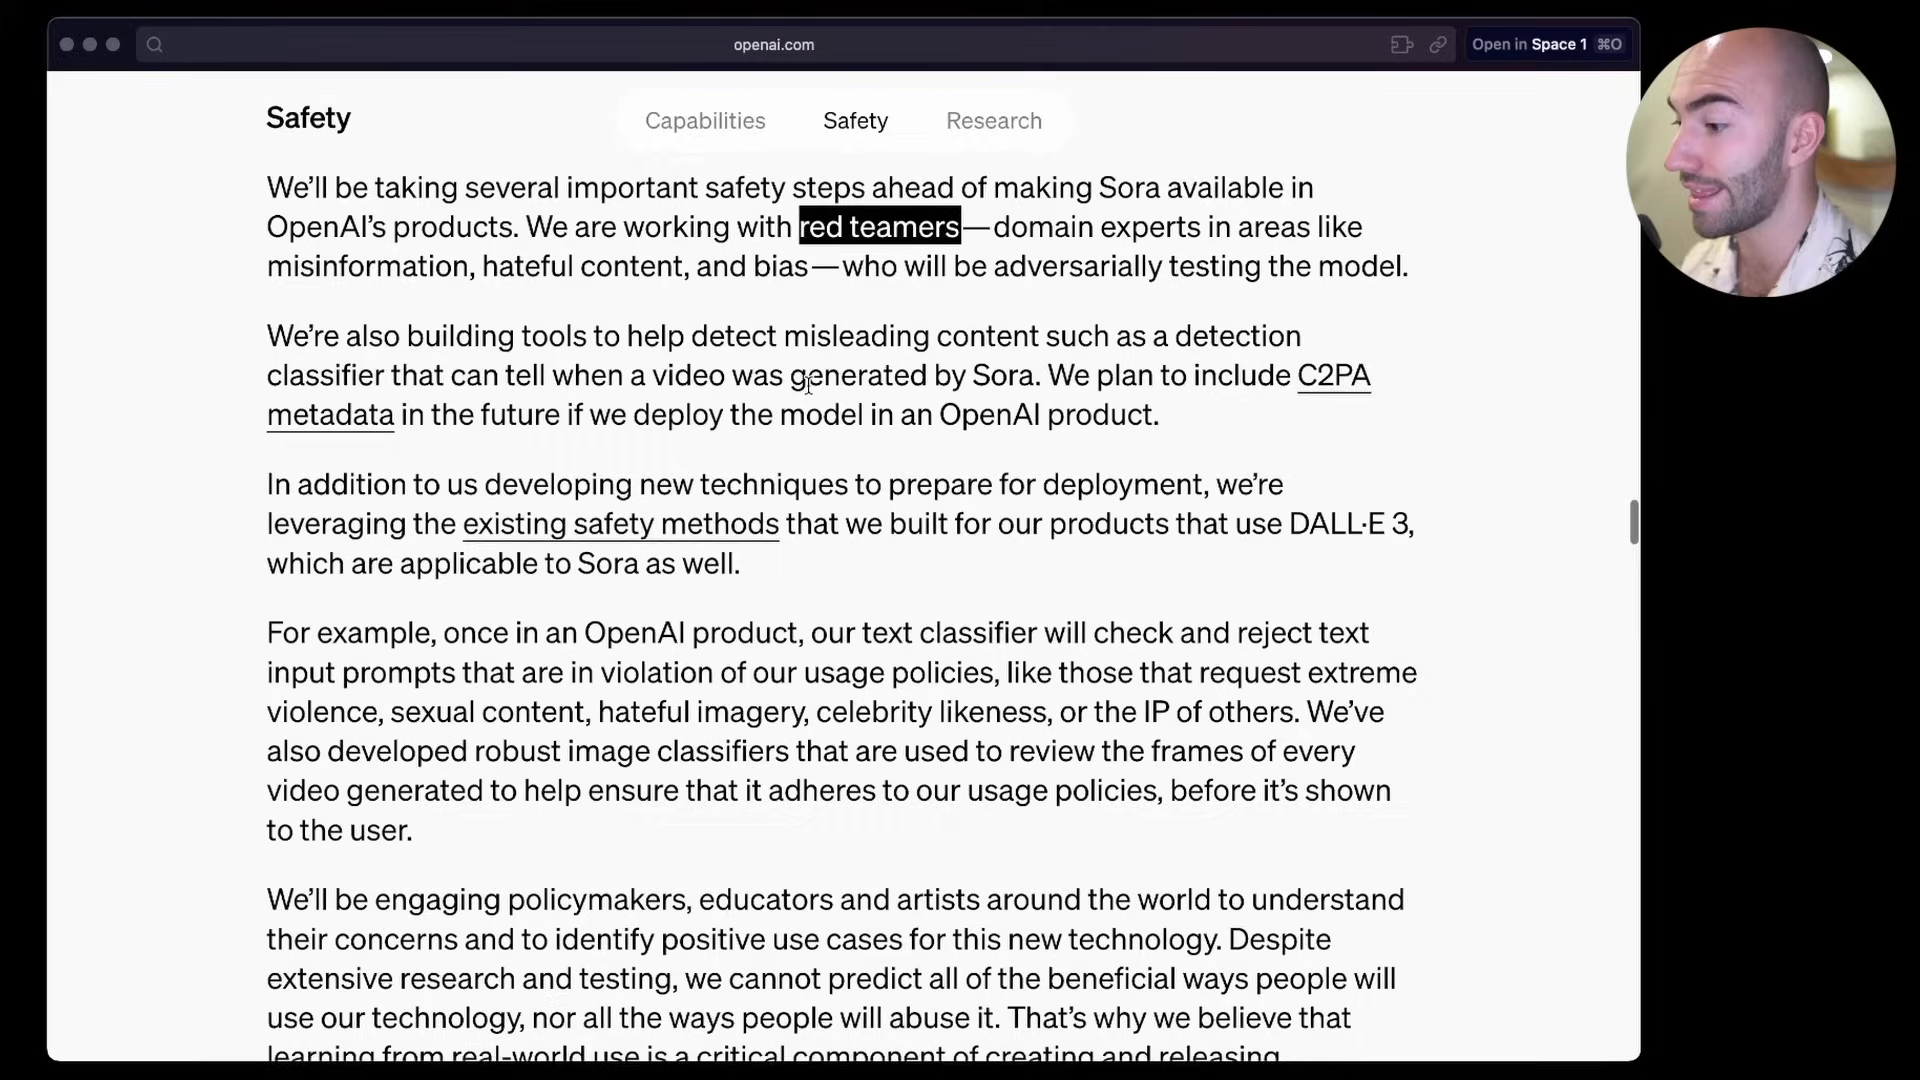 openai.com
Open in Space 1 ⌘O
Safety
Capabilities Safety Research
We’ll be taking several important safety steps ahead of making Sora available in
OpenAI’s products. We are working with red teamers—domain experts in areas like
misinformation, hateful content, and bias—who will be adversarially testing the model.
We’re also building tools to help detect misleading content such as a detection
classifier that can tell when a video was generated by Sora. We plan to include C2PA
metadata in the future if we deploy the model in an OpenAI product.
In addition to us developing new techniques to prepare for deployment, we’re
leveraging the existing safety methods that we built for our products that use DALL·E 3,
which are applicable to Sora as well.
For example, once in an OpenAI product, our text classifier will check and reject text
input prompts that are in violation of our usage policies, like those that request extreme
violence, sexual content, hateful imagery, celebrity likeness, or the IP of others. We’ve
also developed robust image classifiers that are used to review the frames of every
video generated to help ensure that it adheres to our usage policies, before it’s shown
to the user.
We’ll be engaging policymakers, educators and artists around the world to understand
their concerns and to identify positive use cases for this new technology. Despite
extensive research and testing, we cannot predict all of the beneficial ways people will
use our technology, nor all the ways people will abuse it. That’s why we believe that
learning from real-world use is a critical component of creating and releasing